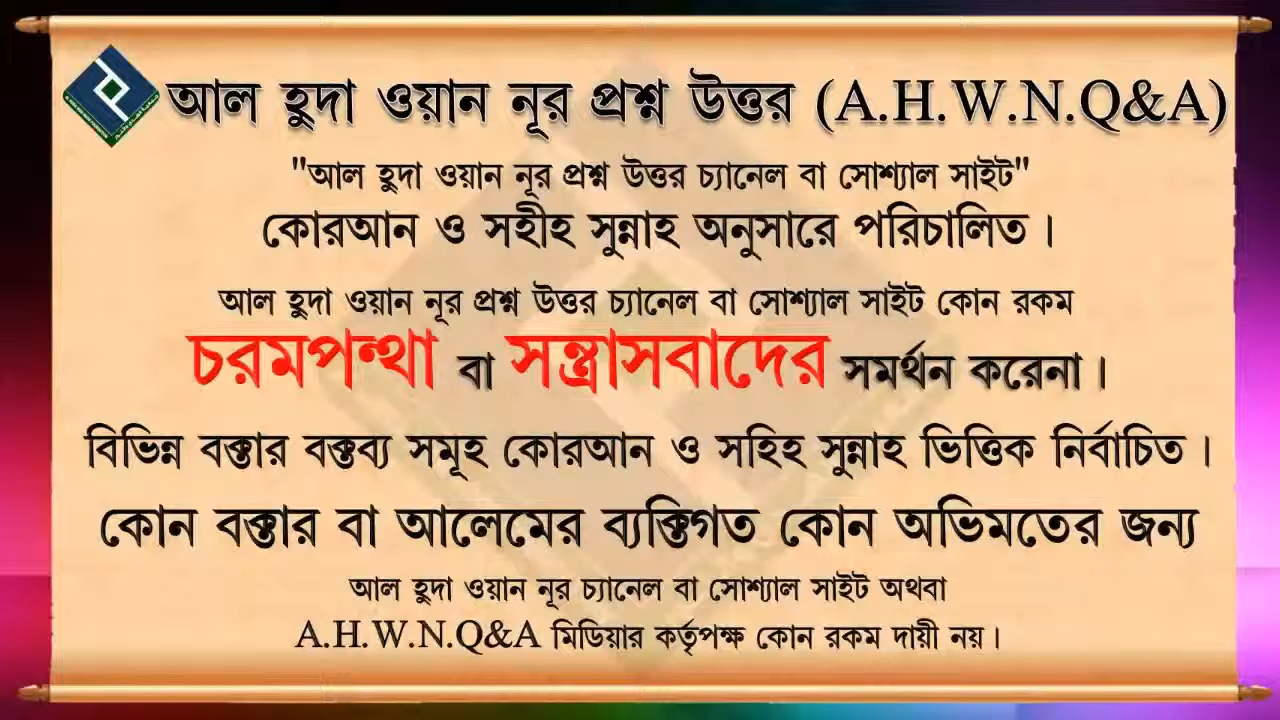 আল হুদা ওয়ান নূর প্রশ্ন উত্তর (A.H.W.N.Q&A)
"আল হুদা ওয়ান নূর প্রশ্ন উত্তর চ্যানেল বা সোশ্যাল সাইট"
কোরআন ও সহীহ সুন্নাহ অনুসারে পরিচালিত।
আল হুদা ওয়ান নূর প্রশ্ন উত্তর চ্যানেল বা সোশ্যাল সাইট কোন রকম
চরমপন্থা বা সন্ত্রাসবাদের সমর্থন করেনা।
বিভিন্ন বক্তার বক্তব্য সমূহ কোরআন ও সহিহ সুন্নাহ ভিত্তিক নির্বাচিত।
কোন বক্তার বা আলেমের ব্যক্তিগত কোন অভিমতের জন্য
আল হুদা ওয়ান নূর চ্যানেল বা সোশ্যাল সাইট অথবা
A.H.W.N.Q&A মিডিয়ার কর্তৃপক্ষ কোন রকম দায়ী নয়।